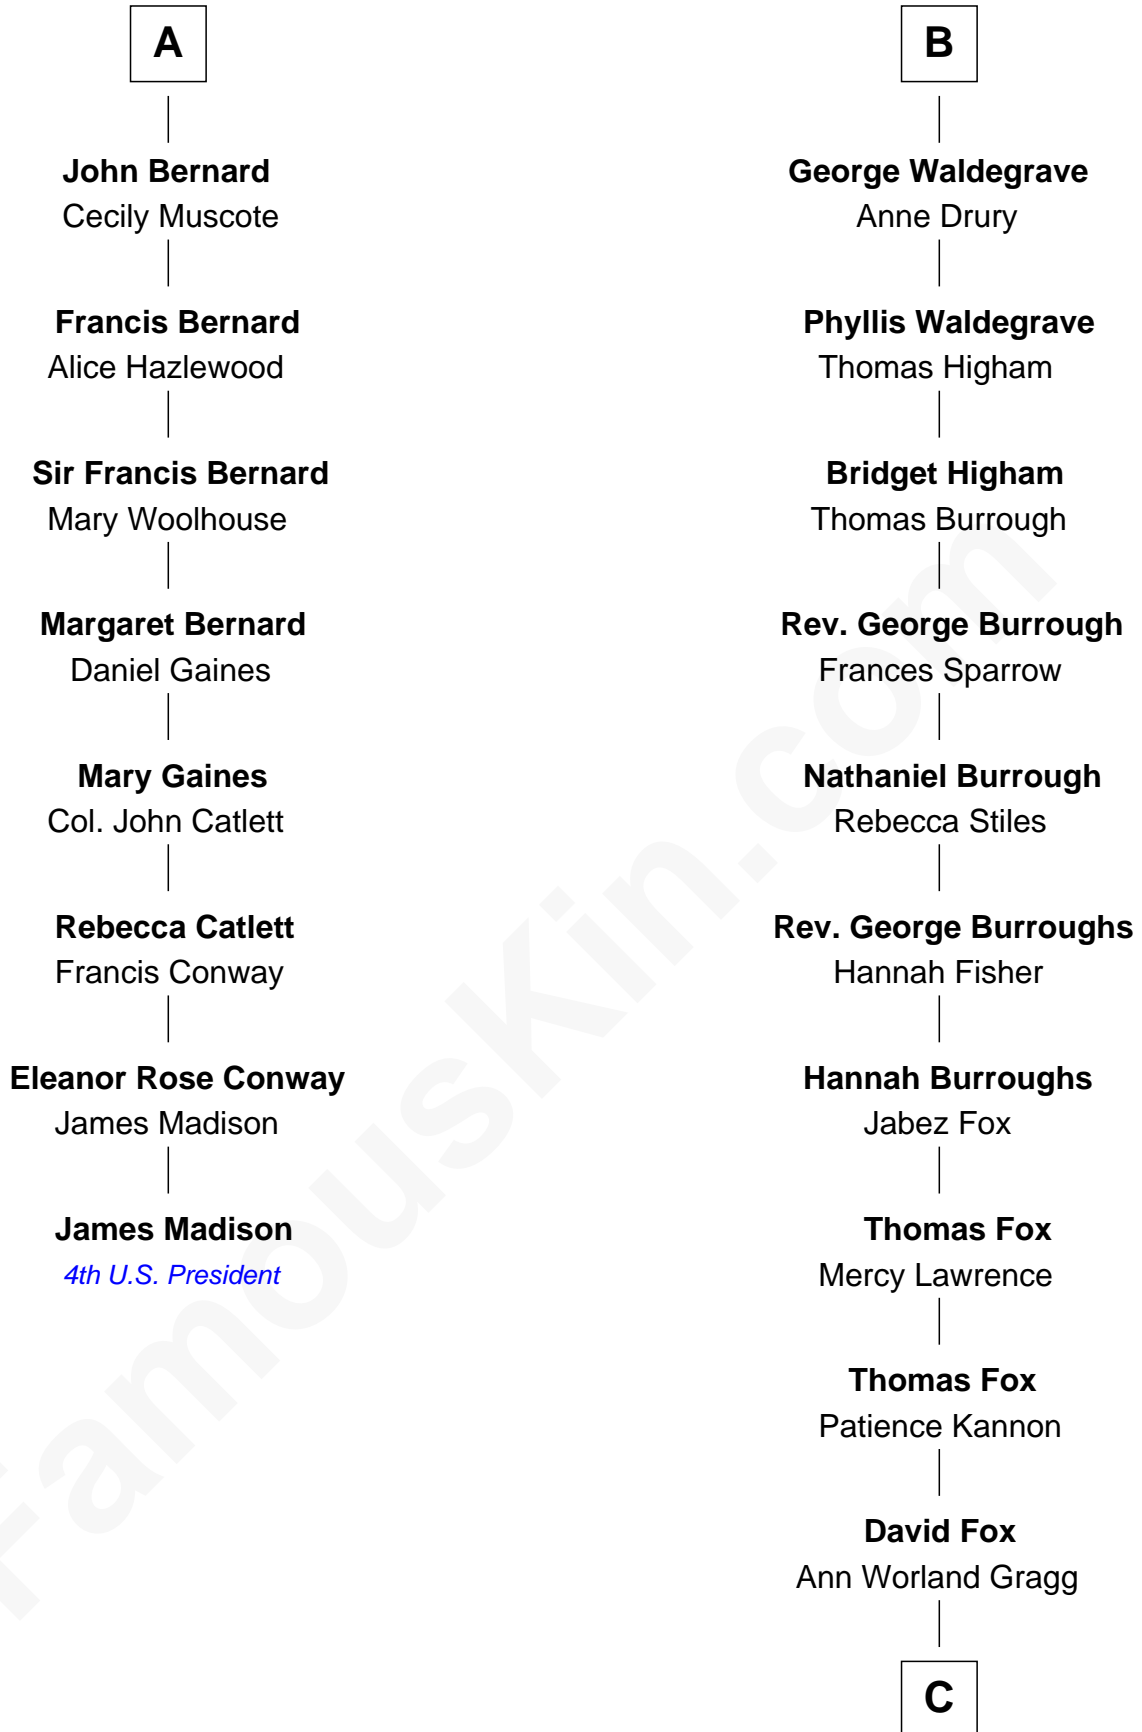 A
John Bernard
Cecily Muscote
Francis Bernard
Alice Hazlewood
Sir Francis Bernard
Mary Woolhouse
Margaret Bernard
Daniel Gaines
Mary Gaines
Col. John Catlett
Rebecca Catlett
Francis Conway
Eleanor Rose Conway
James Madison
James Madison
4th U.S. President
B
George Waldegrave
Anne Drury
Phyllis Waldegrave
Thomas Higham
Bridget Higham
Thomas Burrough
Rev. George Burrough
Frances Sparrow
Nathaniel Burrough
Rebecca Stiles
Rev. George Burroughs
Hannah Fisher
Hannah Burroughs
Jabez Fox
Thomas Fox
Mercy Lawrence
Thomas Fox
Patience Kannon
David Fox
Ann Worland Gragg
C
FamousKin.com